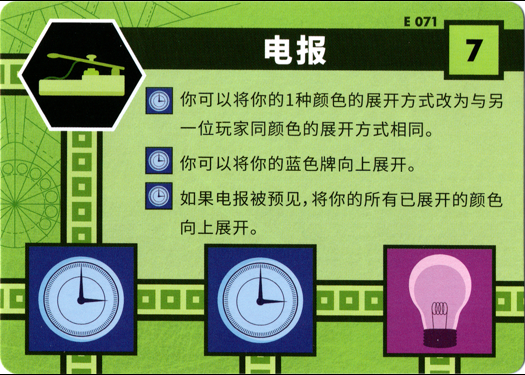 E 071
电报
7
你可以将你的1种颜色的展开方式改为与另
一位玩家同颜色的展开方式相同。
你可以将你的蓝色牌向上展开。
如果电报被预见，将你的所有已展开的颜色
向上展开。